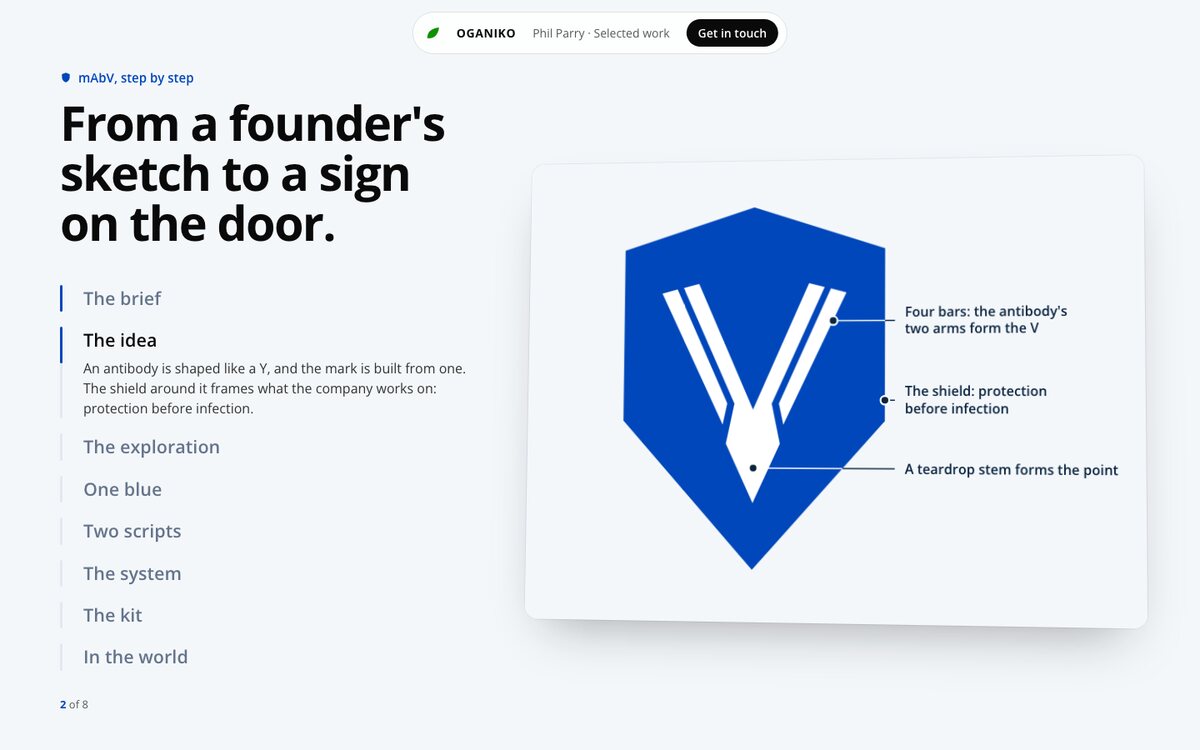 OGANIKO Phil Parry · Selected work Get in touch
mAbV, step by step
From a founder's
sketch to a sign
on the door.
The brief
The idea
An antibody is shaped like a Y, and the mark is built from one.
The shield around it frames what the company works on:
protection before infection.
The exploration
One blue
Two scripts
The system
The kit
In the world
2 of 8
Four bars: the antibody's
two arms form the V
The shield: protection
before infection
A teardrop stem forms the point